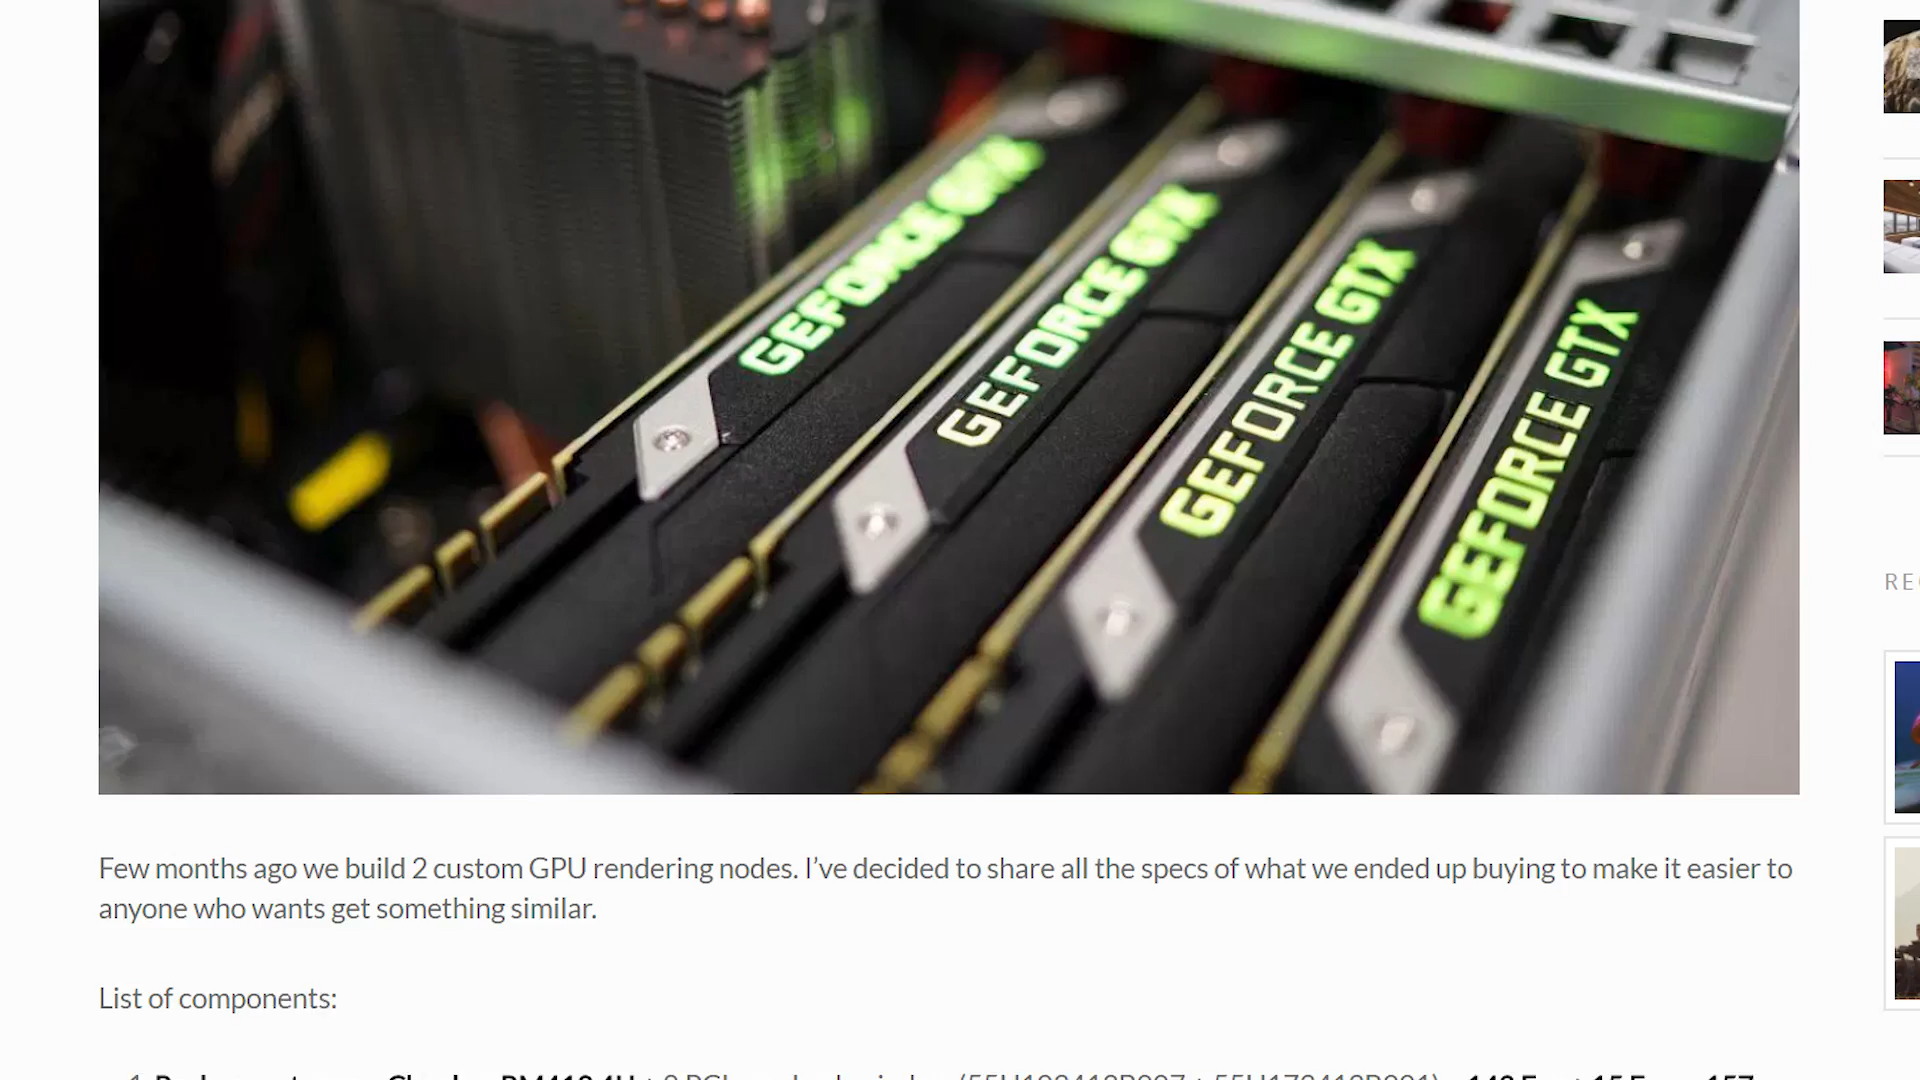 GEFORCE GTX
GEFORCE GTX
GEFORCE GTX
GEFORCE GTX
Few months ago we build 2 custom GPU rendering nodes. I’ve decided to share all the specs of what we ended up buying to make it easier to
anyone who wants get something similar.
List of components: